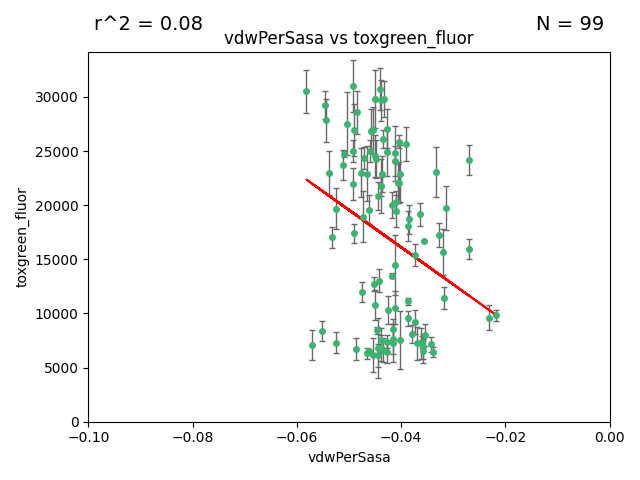 r^2 = 0.08
N = 99
vdwPerSasa vs toxgreen_fluor
toxgreen_fluor
30000
25000
20000
15000
10000
5000
0
−0.10
−0.08
−0.06
−0.04
−0.02
0.00
vdwPerSasa